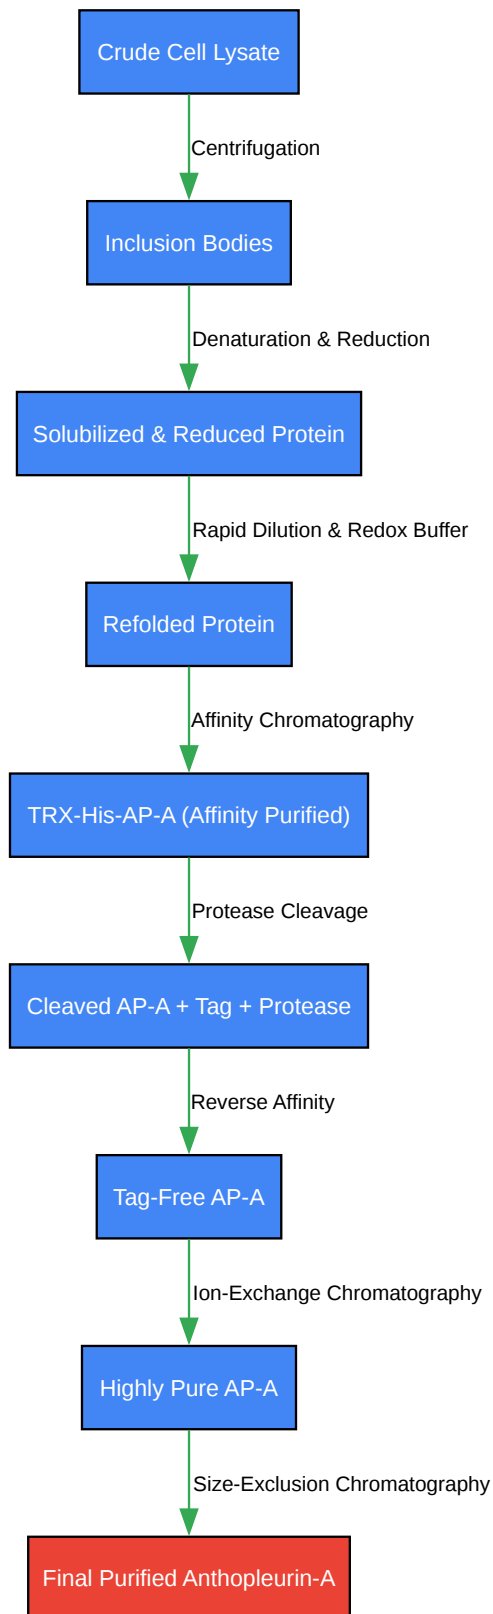 Crude Cell Lysate
Centrifugation
Inclusion Bodies
Denaturation & Reduction
Solubilized & Reduced Protein
Rapid Dilution & Redox Buffer
Refolded Protein
Affinity Chromatography
TRX-His-AP-A (Affinity Purified)
Protease Cleavage
Cleaved AP-A + Tag + Protease
Reverse Affinity
Tag-Free AP-A
Ion-Exchange Chromatography
Highly Pure AP-A
Size-Exclusion Chromatography
Final Purified Anthopleurin-A